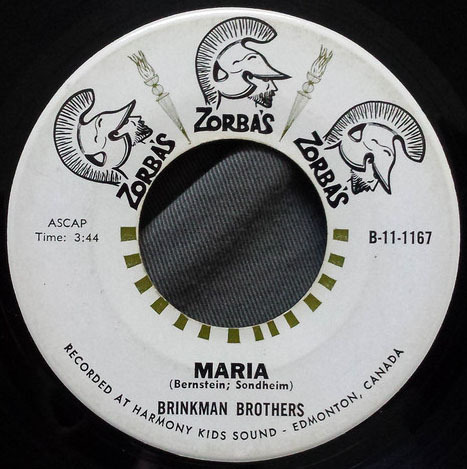 ZORBA'S
ZORBA'S
ZORBA'S
ASCAP
Time: 3:44
B-11-1167
MARIA
(Bernstein; Sondheim)
BRINKMAN BROTHERS
RECORDED AT HARMONY KIDS SOUND - EDMONTON, CANADA